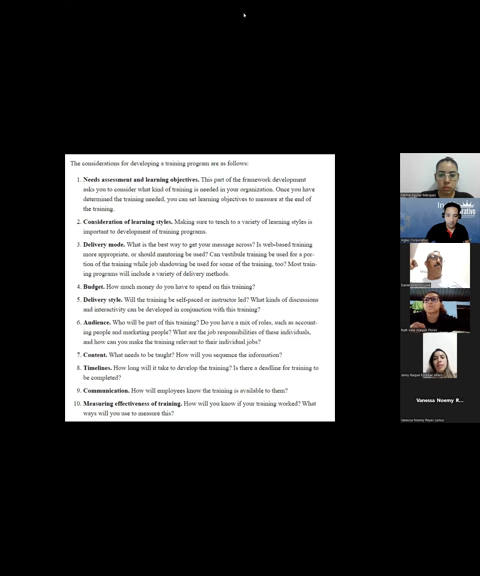 The considerations for developing a training program are as follows:
1. Needs assessment and learning objectives. This part of the framework development
asks you to consider what kind of training is needed in your organization. Once you have
determined the training needed, you can set learning objectives to measure at the end of
the training.
2. Consideration of learning styles. Making sure to teach to a variety of learning styles is
important to development of training programs.
3. Delivery mode. What is the best way to get your message across? Is web-based training
more appropriate, or should mentoring be used? Can vestibule training be used for a por-
tion of the training while job shadowing be used for some of the training, too? Most train-
ing programs will include a variety of delivery methods.
4. Budget. How much money do you have to spend on this training?
5. Delivery style. Will the training be self-paced or instructor led? What kinds of discussions
and interactivity can be developed in conjunction with this training?
6. Audience. Who will be part of this training? Do you have a mix of roles, such as account-
ing people and marketing people? What are the job responsibilities of these individuals,
and how can you make the training relevant to their individual jobs?
7. Content. What needs to be taught? How will you sequence the information?
8. Timelines. How long will it take to develop the training? Is there a deadline for training to
be completed?
9. Communication. How will employees know the training is available to them?
10. Measuring effectiveness of training. How will you know if your training worked? What
ways will you use to measure this?
Vanessa Noemy R...
Vanessa Noemy Reyes